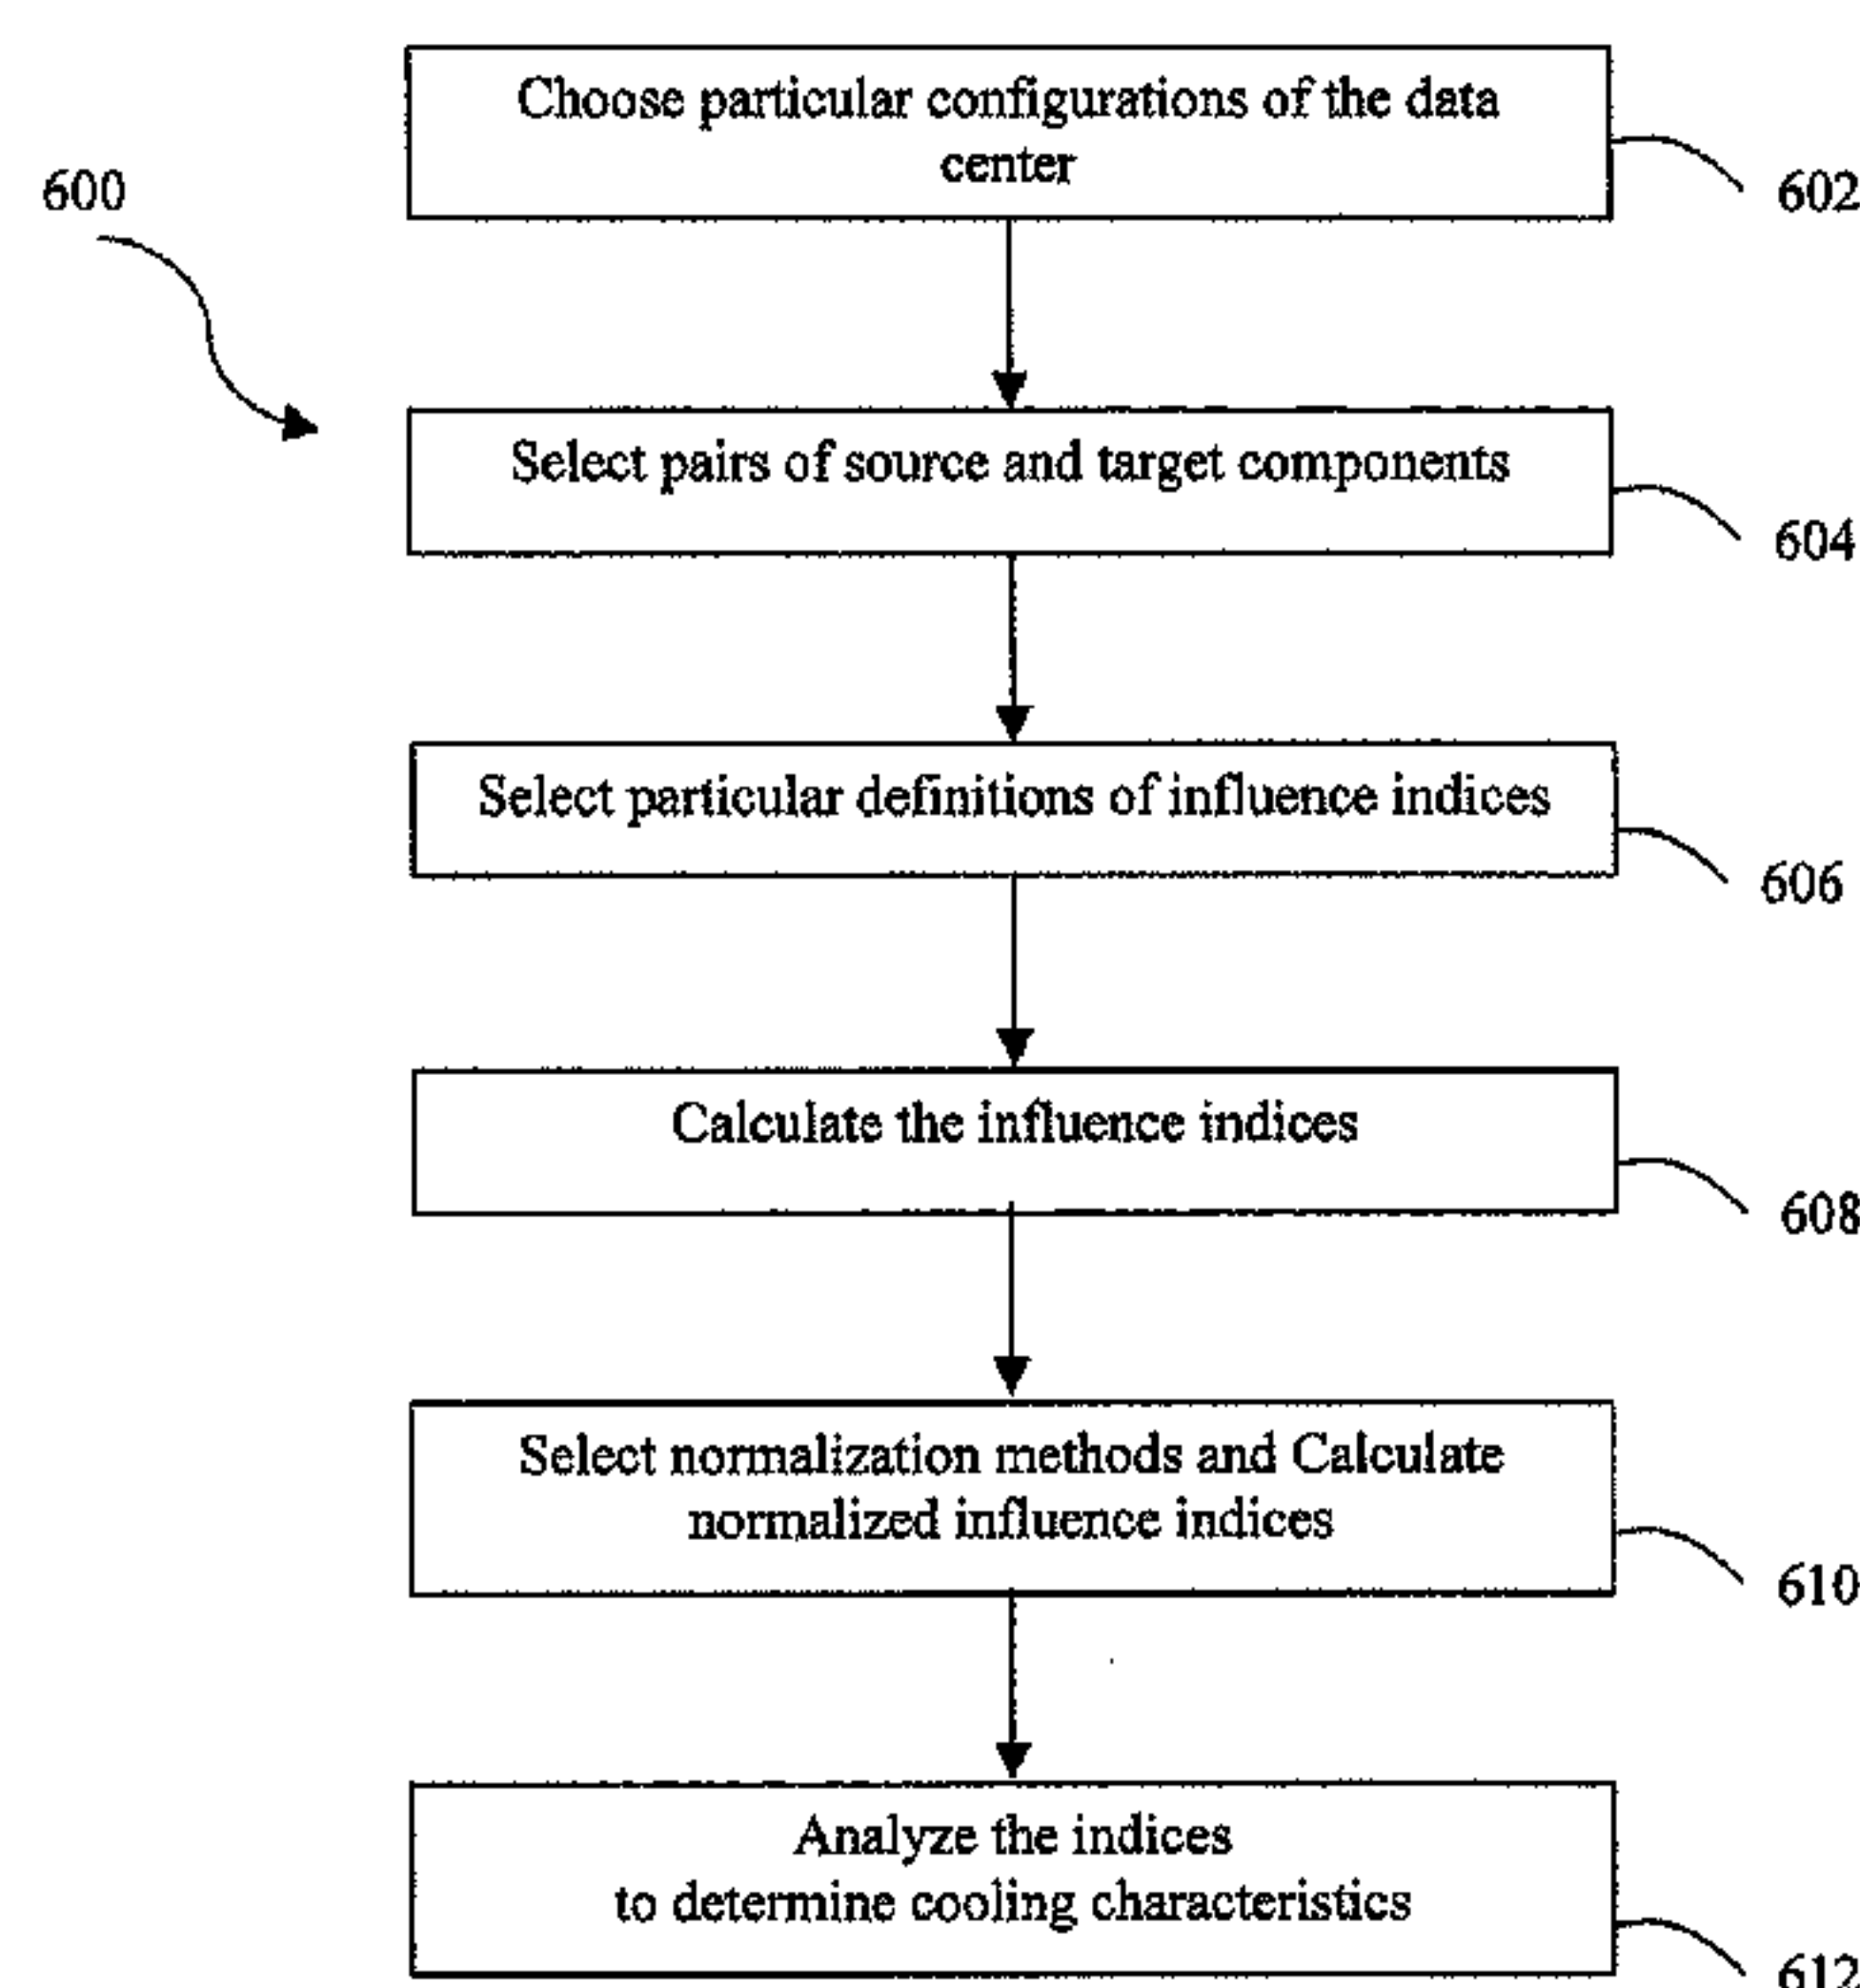 Choose particular configurations of the data
center
600
602
Select pairs of source and target components
604
Select particular definitions of influence indices
606
Calculate the influence indices
608
Select normalization methods and Calculate
normalized influence indices
610
Analyze the indices
to determine cooling characteristics
612